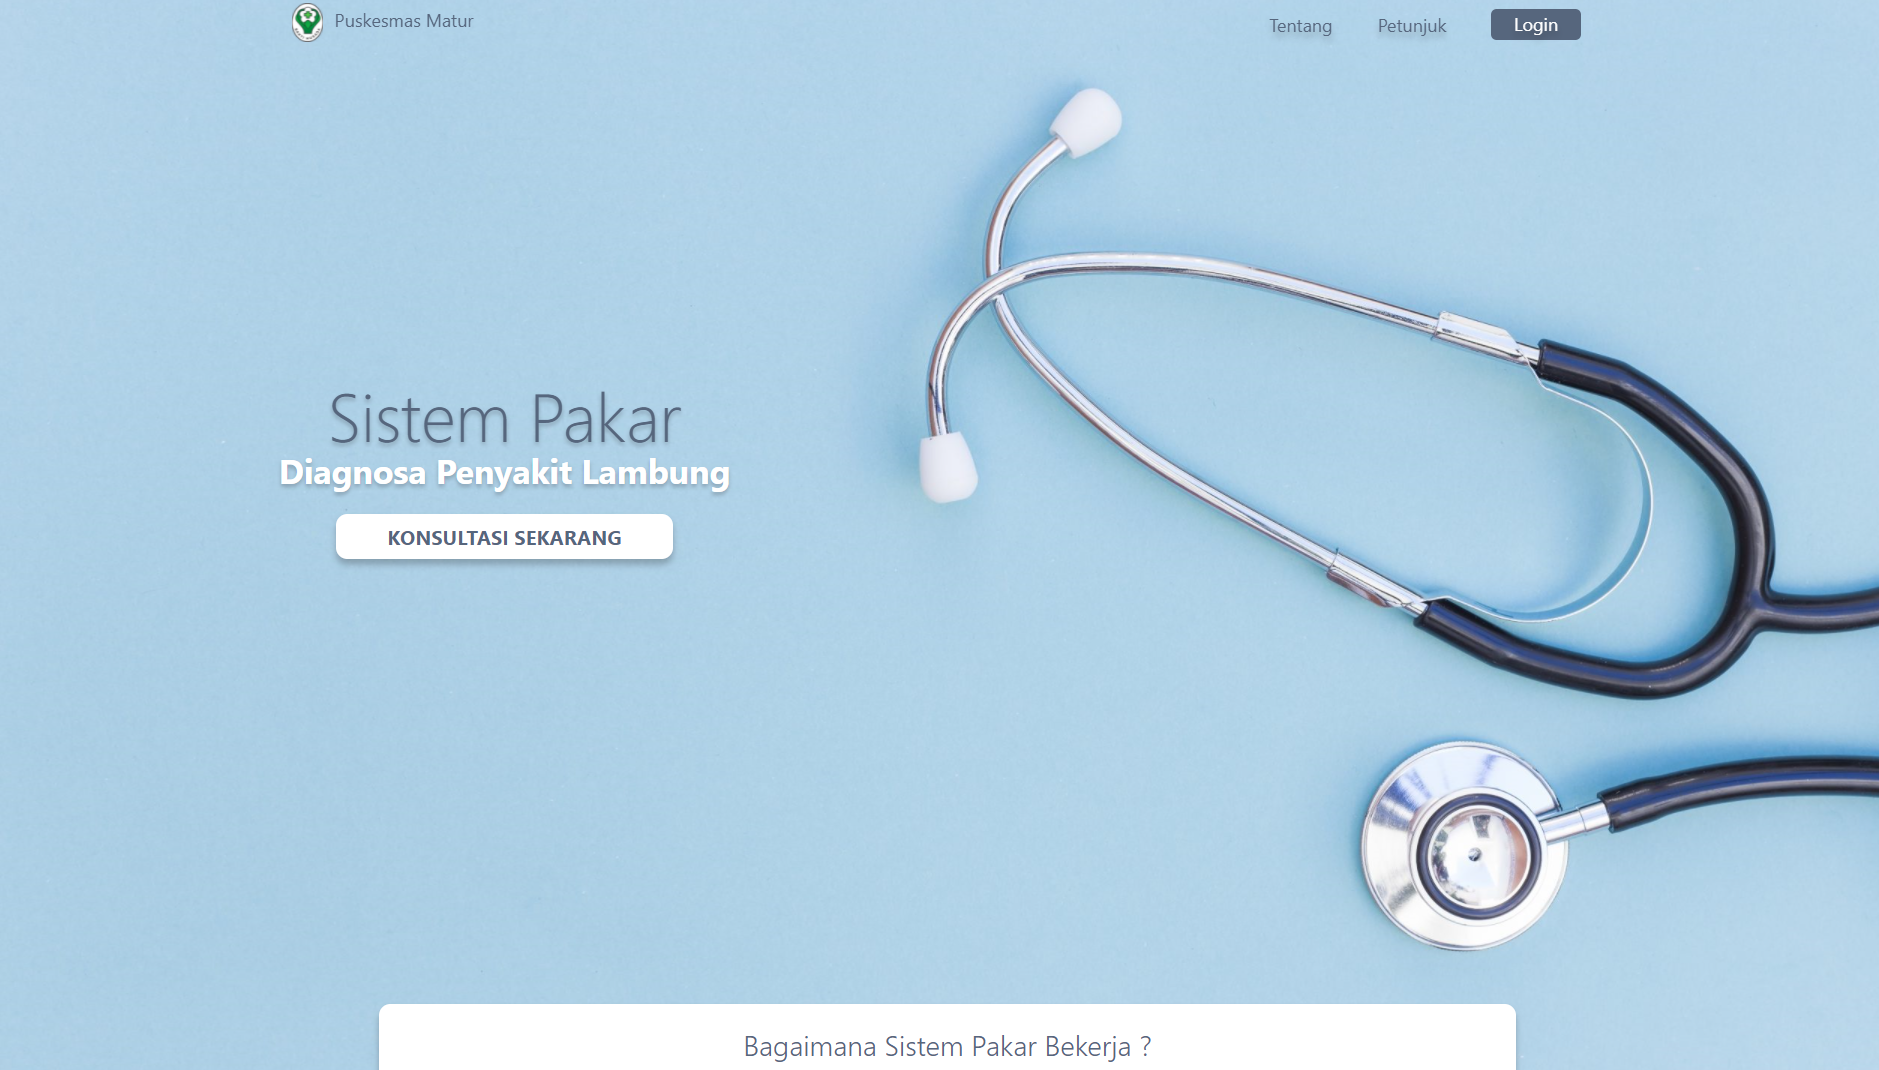 Puskesmas Matur
Tentang
Petunjuk
Login
Sistem Pakar
Diagnosa Penyakit Lambung
KONSULTASI SEKARANG
Bagaimana Sistem Pakar Bekerja ?